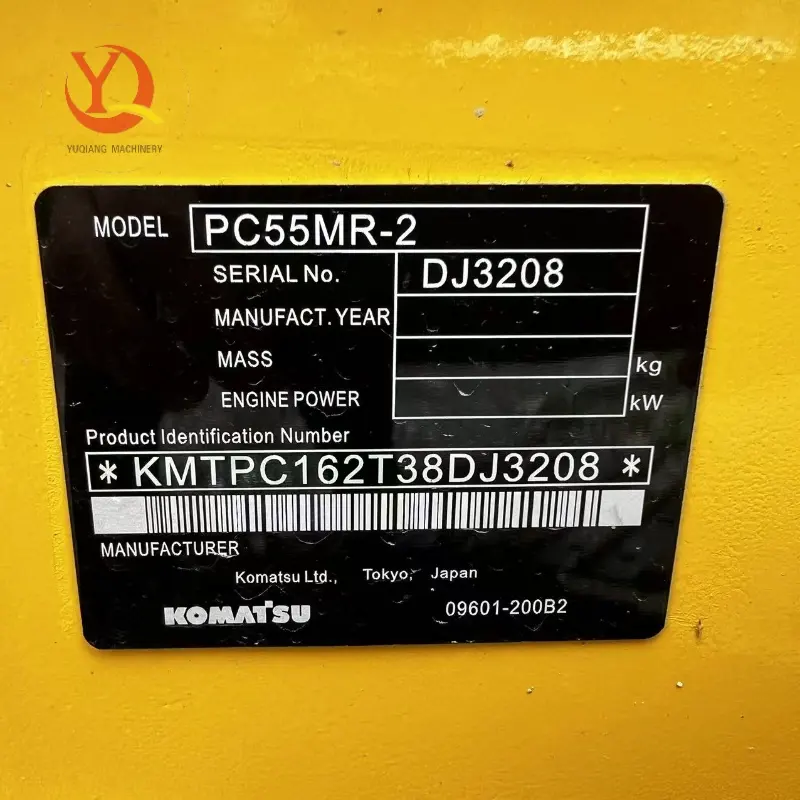 YQ
YUQIANG MACHINERY
MODEL PC55MR-2
SERIAL No. DJ3208
MANUFACT. YEAR
MASS kg
ENGINE POWER kW
Product Identification Number
* KMTPC162T38DJ3208 *
MANUFACTURER
Komatsu Ltd., Tokyo, Japan
KOMATSU 09601-200B2